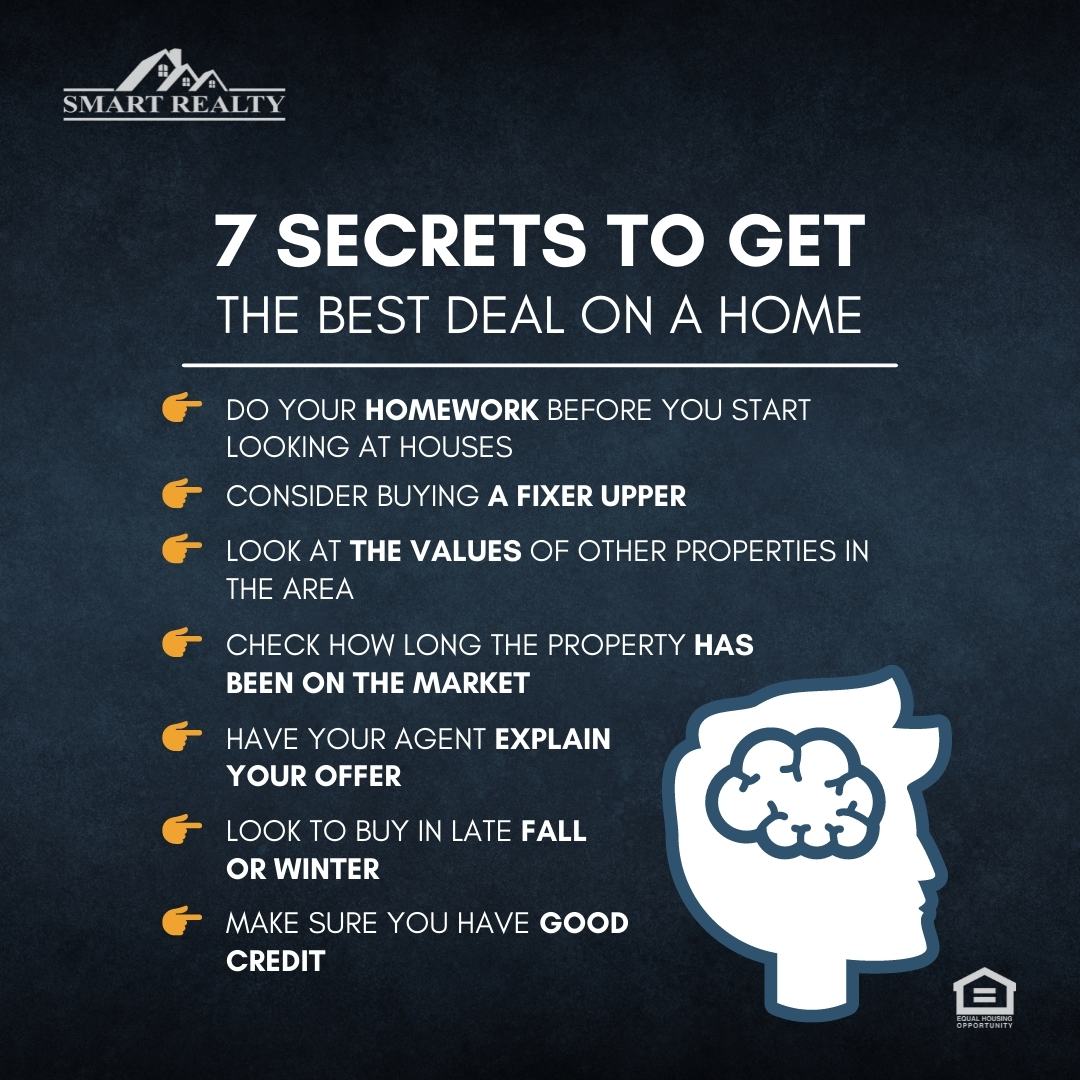 SMART REALTY
7 SECRETS TO GET
THE BEST DEAL ON A HOME
DO YOUR HOMEWORK BEFORE YOU START
LOOKING AT HOUSES
CONSIDER BUYING A FIXER UPPER
LOOK AT THE VALUES OF OTHER PROPERTIES IN
THE AREA
CHECK HOW LONG THE PROPERTY HAS
BEEN ON THE MARKET
HAVE YOUR AGENT EXPLAIN
YOUR OFFER
LOOK TO BUY IN LATE FALL
OR WINTER
MAKE SURE YOU HAVE GOOD
CREDIT
EQUAL HOUSING
OPPORTUNITY